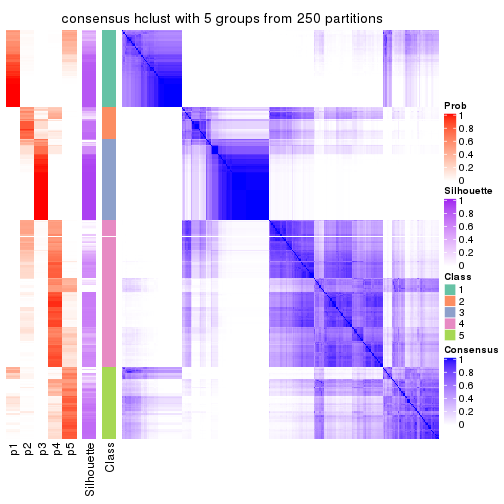 consensus hclust with 5 groups from 250 partitions
Prob
1
0.8
0.6
0.4
0.2
0
Silhouette
1
0.8
0.6
0.4
0.2
0
Class
1
2
3
4
5
Consensus
1
0.8
0.6
0.4
0.2
0
p1
p2
p3
p4
p5
Silhouette
Class